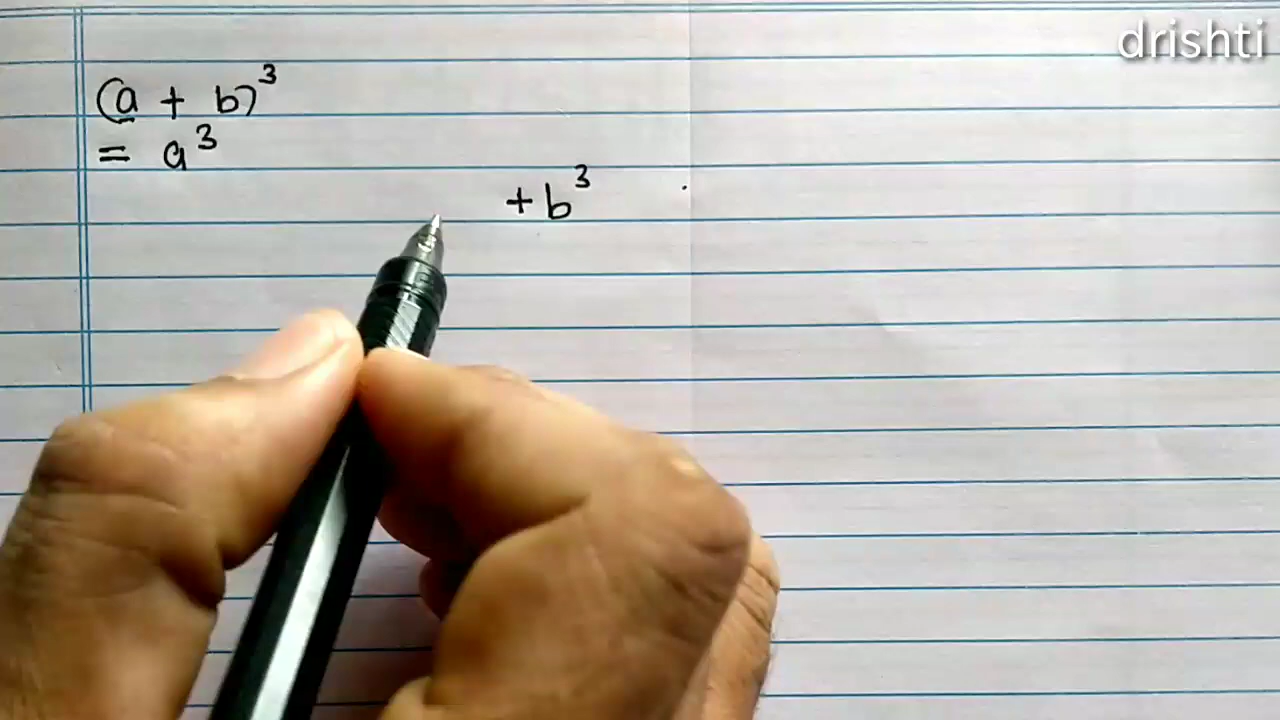 drishti
(a + b)³
= a³
+ b³